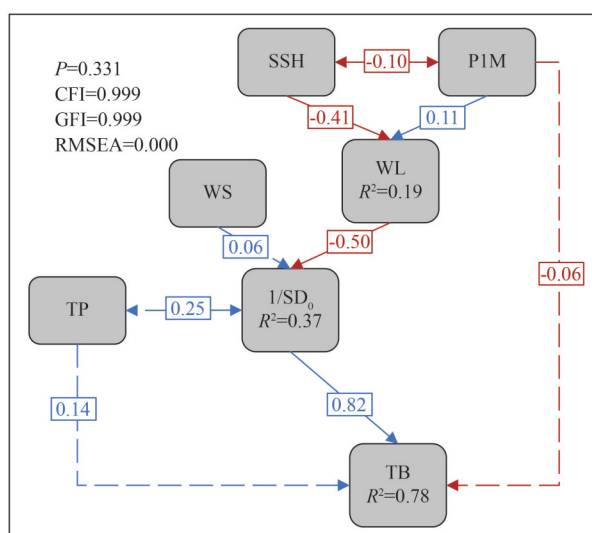 P=0.331
CFI=0.999
GFI=0.999
RMSEA=0.000
SSH
-0.10
P1M
-0.41
0.11
WL
R²=0.19
WS
0.06
-0.50
-0.06
TP
0.25
1/SD₀
R²=0.37
0.14
0.82
TB
R²=0.78